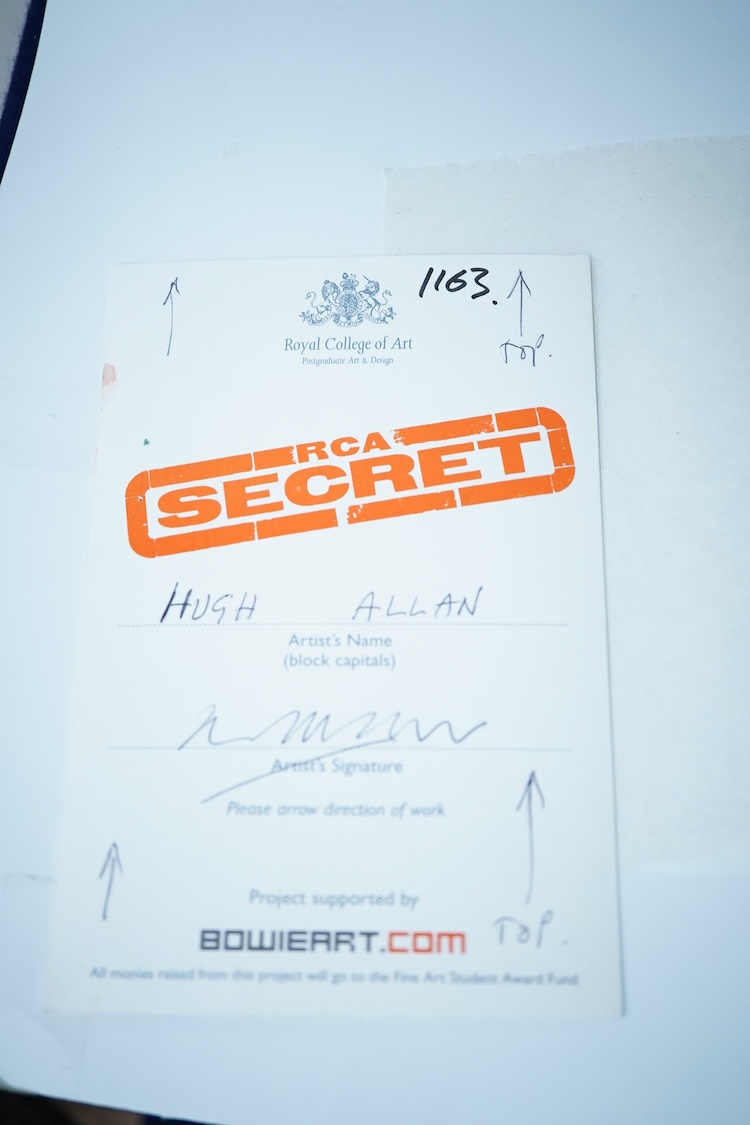 1163.
TOP.
Royal College of Art
Postgraduate Art & Design
RCA
SECRET
HUGH ALLAN
Artist's Name
(block capitals)
Artist's Signature
Please arrow direction of work
Project supported by
BOWIEART.COM
TOP.
All monies raised from this project will go to the Fine Art Student Award Fund